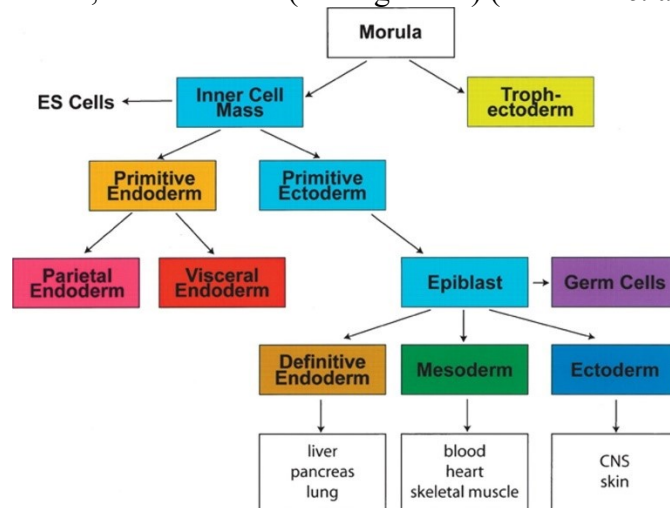 Morula
ES Cells
Inner Cell
Mass
Troph-
ectoderm
Primitive
Endoderm
Primitive
Ectoderm
Parietal
Endoderm
Visceral
Endoderm
Epiblast
Germ Cells
Definitive
Endoderm
Mesoderm
Ectoderm
liver
pancreas
lung
blood
heart
skeletal muscle
CNS
skin